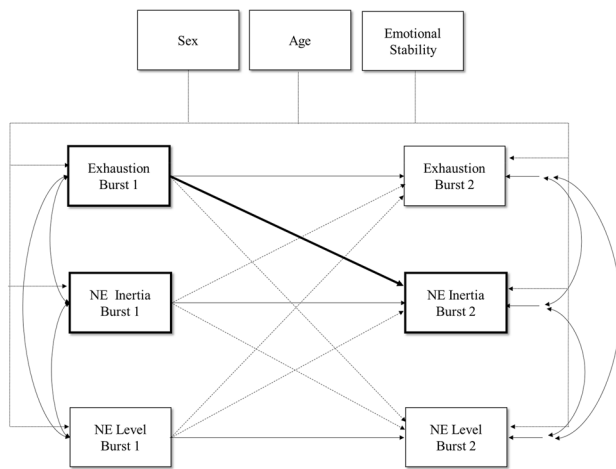 Sex
Age
Emotional
Stability
Exhaustion
Burst 1
Exhaustion
Burst 2
NE Inertia
Burst 1
NE Inertia
Burst 2
NE Level
Burst 1
NE Level
Burst 2